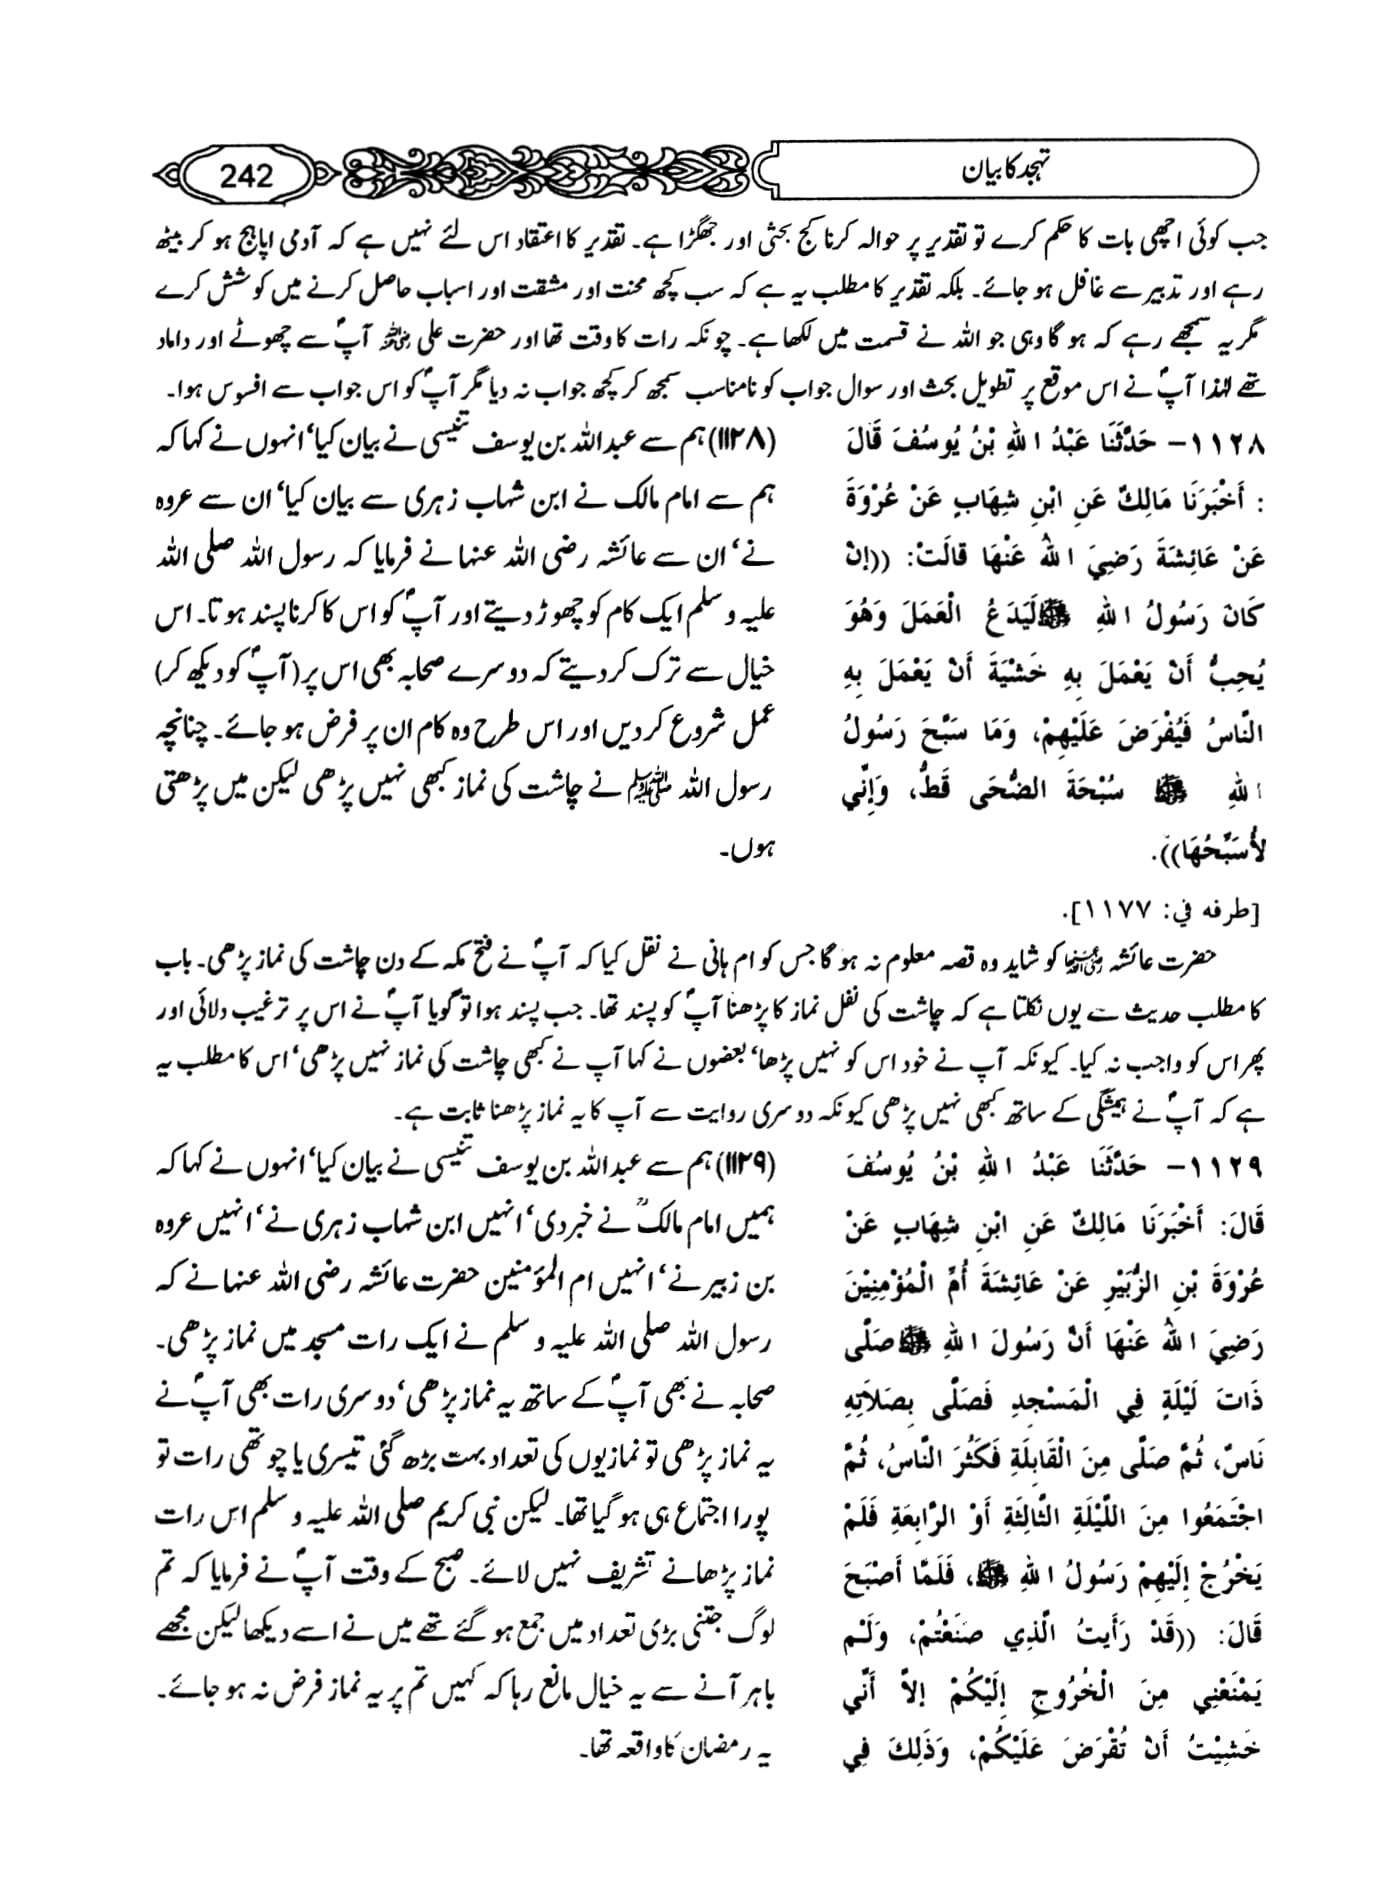 تہجد کا بیان
242
جب کوئی اچھی بات کا حکم کرے تو تقدیر پر حوالہ کرنا کج بحثی اور جھگڑا ہے۔ تقدیر کا اعتقاد اس لئے نہیں ہے کہ آدمی اپاہج ہو کر بیٹھ
رہے اور تدبیر سے غافل ہو جائے۔ بلکہ تقدیر کا مطلب یہ ہے کہ سب کچھ محنت اور مشقت اور اسباب حاصل کرنے میں کوشش کرے
مگر یہ سمجھے رہے کہ ہو گا وہی جو اللہ نے قسمت میں لکھا ہے۔ چونکہ رات کا وقت تھا اور حضرت علی رضی اللہ عنہ آپؐ سے چھوٹے اور داماد
تھے لہٰذا آپؐ نے اس موقع پر تطویل بحث اور سوال جواب کو نامناسب سمجھ کر کچھ جواب نہ دیا مگر آپؐ کو اس جواب سے افسوس ہوا۔
١١٢٨– حَدَّثَنَا عَبْدُ اللهِ بْنُ يُوسُفَ قَالَ
: أَخْبَرَنَا مَالِكٌ عَنِ ابْنِ شِهَابٍ عَنْ عُرْوَةَ
عَنْ عَائِشَةَ رَضِيَ اللهُ عَنْهَا قَالَتْ: ((إِنْ
كَانَ رَسُولُ اللهِ ﷺ لَيَدَعُ الْعَمَلَ وَهُوَ
يُحِبُّ أَنْ يَعْمَلَ بِهِ خَشْيَةَ أَنْ يَعْمَلَ بِهِ
النَّاسُ فَيُفْرَضَ عَلَيْهِمْ، وَمَا سَبَّحَ رَسُولُ
اللهِ ﷺ سُبْحَةَ الضُّحَى قَطُّ، وَإِنِّي
لأُسَبِّحُهَا)).
[طرفه في: ١١٧٧].
(۱۱۲۸) ہم سے عبداللہ بن یوسف تنیسی نے بیان کیا‘ انہوں نے کہا کہ
ہم سے امام مالک نے ابن شہاب زہری سے بیان کیا‘ ان سے عروہ
نے‘ ان سے عائشہ رضی اللہ عنہا نے فرمایا کہ رسول اللہ صلی اللہ
علیہ و سلم ایک کام کو چھوڑ دیتے اور آپؐ کو اس کا کرنا پسند ہوتا۔ اس
خیال سے ترک کر دیتے کہ دوسرے صحابہ بھی اس پر (آپؐ کو دیکھ کر)
عمل شروع کر دیں اور اس طرح وہ کام ان پر فرض ہو جائے۔ چنانچہ
رسول اللہ ﷺ نے چاشت کی نماز کبھی نہیں پڑھی لیکن میں پڑھتی
ہوں۔
حضرت عائشہ رضی اللہ عنہا کو شاید وہ قصہ معلوم نہ ہو گا جس کو ام ہانی نے نقل کیا کہ آپؐ نے فتح مکہ کے دن چاشت کی نماز پڑھی۔ باب
کا مطلب حدیث سے یوں نکلتا ہے کہ چاشت کی نفل نماز کا پڑھنا آپؐ کو پسند تھا۔ جب پسند ہوا تو گویا آپؐ نے اس پر ترغیب دلائی اور
پھر اس کو واجب نہ کیا۔ کیونکہ آپ نے خود اس کو نہیں پڑھا‘ بعضوں نے کہا آپ نے کبھی چاشت کی نماز نہیں پڑھی‘ اس کا مطلب یہ
ہے کہ آپؐ نے ہمیشگی کے ساتھ کبھی نہیں پڑھی کیونکہ دوسری روایت سے آپ کا یہ نماز پڑھنا ثابت ہے۔
١١٢٩– حَدَّثَنَا عَبْدُ اللهِ بْنُ يُوسُفَ
قَالَ: أَخْبَرَنَا مَالِكٌ عَنِ ابْنِ شِهَابٍ عَنْ
عُرْوَةَ بْنِ الزُّبَيْرِ عَنْ عَائِشَةَ أُمِّ الْمُؤْمِنِيْنَ
رَضِيَ اللهُ عَنْهَا أَنْ رَسُولَ اللهِ ﷺ صَلَّى
ذَاتَ لَيْلَةٍ فِي الْمَسْجِدِ فَصَلَّى بِصَلاَتِهِ
نَاسٌ، ثُمَّ صَلَّى مِنَ الْقَابِلَةِ فَكَثُرَ النَّاسُ، ثُمَّ
اجْتَمَعُوا مِنَ اللَّيْلَةِ الثَّالِثَةِ أَوْ الرَّابِعَةِ فَلَمْ
يَخْرُجْ إِلَيْهِمْ رَسُولُ اللهِ ﷺ، فَلَمَّا أَصْبَحَ
قَالَ: ((قَدْ رَأَيتُ الَّذِي صَنَعْتُمْ، وَلَمْ
يَمْنَعْنِي مِنَ الْخُرُوجِ إِلَيْكُمْ إِلاَّ أَنِّي
خَشِيْتُ أَنْ تُفْرَضَ عَلَيْكُمْ، وَذَلِكَ فِي
(۱۱۲۹) ہم سے عبداللہ بن یوسف تنیسی نے بیان کیا‘ انہوں نے کہا کہ
ہمیں امام مالکؒ نے خبر دی‘ انہیں ابن شہاب زہری نے‘ انہیں عروہ
بن زبیر نے‘ انہیں ام المؤمنین حضرت عائشہ رضی اللہ عنہا نے کہ
رسول اللہ صلی اللہ علیہ و سلم نے ایک رات مسجد میں نماز پڑھی۔
صحابہ نے بھی آپؐ کے ساتھ یہ نماز پڑھی‘ دوسری رات بھی آپؐ نے
یہ نماز پڑھی تو نمازیوں کی تعداد بہت بڑھ گئی تیسری یا چوتھی رات تو
پورا اجتماع ہی ہو گیا تھا۔ لیکن نبی کریم صلی اللہ علیہ و سلم اس رات
نماز پڑھانے تشریف نہیں لائے۔ صبح کے وقت آپؐ نے فرمایا کہ تم
لوگ جتنی بڑی تعداد میں جمع ہو گئے تھے میں نے اسے دیکھا لیکن مجھے
باہر آنے سے یہ خیال مانع رہا کہ کہیں تم پر یہ نماز فرض نہ ہو جائے۔
یہ رمضان کا واقعہ تھا۔